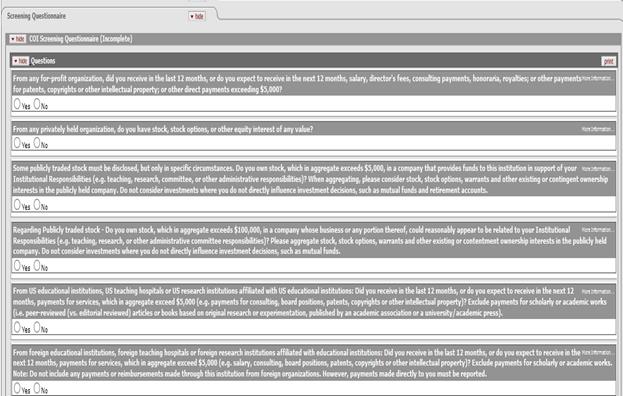 Screening Questionnaire hide
hide COI Screening Questionnaire (Incomplete)
hide Questions print
From any for-profit organization, did you receive in the last 12 months, or do you expect to receive in the next 12 months, salary, director's fees, consulting payments, honoraria, royalties; or other payments More Information...
for patents, copyrights or other intellectual property; or other direct payments exceeding $5,000?
Yes No
From any privately held organization, do you have stock, stock options, or other equity interest of any value? More Information...
Yes No
Some publicly traded stock must be disclosed, but only in specific circumstances. Do you own stock, which in aggregate exceeds $5,000, in a company that provides funds to this institution in support of your More Information...
Institutional Responsibilities (e.g. teaching, research, committee, or other administrative responsibilities)? When aggregating, please consider stock, stock options, warrants and other existing or contingent ownership
interests in the publicly held company. Do not consider investments where you do not directly influence investment decisions, such as mutual funds and retirement accounts.
Yes No
Regarding Publicly traded stock - Do you own stock, which in aggregate exceeds $100,000, in a company whose business or any portion thereof, could reasonably appear to be related to your Institutional More Information...
Responsibilities (e.g. teaching, research, or other administrative committee responsibilities)? Please aggregate stock, stock options, warrants and other existing or contentment ownership interests in the publicly held
company. Do not consider investments where you do not directly influence investment decisions, such as mutual funds.
Yes No
From US educational institutions, US teaching hospitals or US research institutions affiliated with US educational institutions: Did you receive in the last 12 months, or do you expect to receive in the next 12 More Information...
months, payments for services, which in aggregate exceed $5,000 (e.g. payments for consulting, board positions, patents, copyrights or other intellectual property)? Exclude payments for scholarly or academic works
(i.e. peer-reviewed (vs. editorial reviewed) articles or books based on original research or experimentation, published by an academic association or a university/academic press).
Yes No
From foreign educational institutions, foreign teaching hospitals or foreign research institutions affiliated with educational institutions: Did you receive in the last 12 months, or do you expect to receive in the More Information...
next 12 months, payments for services, which in aggregate exceed $5,000 (e.g. salary, consulting, board positions, patents, copyrights or other intellectual property)? Exclude payments for scholarly or academic works.
Note: Do not include any payments or reimbursements made through this institution from foreign organizations. However, payments made directly to you must be reported.
Yes No